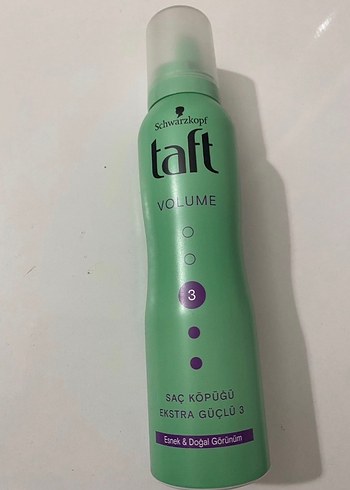 Schwarzkopf
taft
VOLUME
3
SAÇ KÖPÜĞÜ
EKSTRA GÜÇLÜ 3
Esnek & Doğal Görünüm